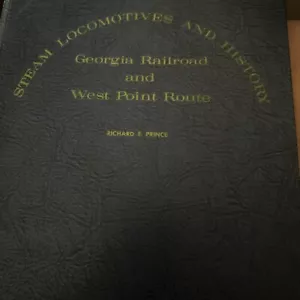 STEAM LOCOMOTIVES AND HISTORY
Georgia Railroad
and
West Point Route
RICHARD E. PRINCE